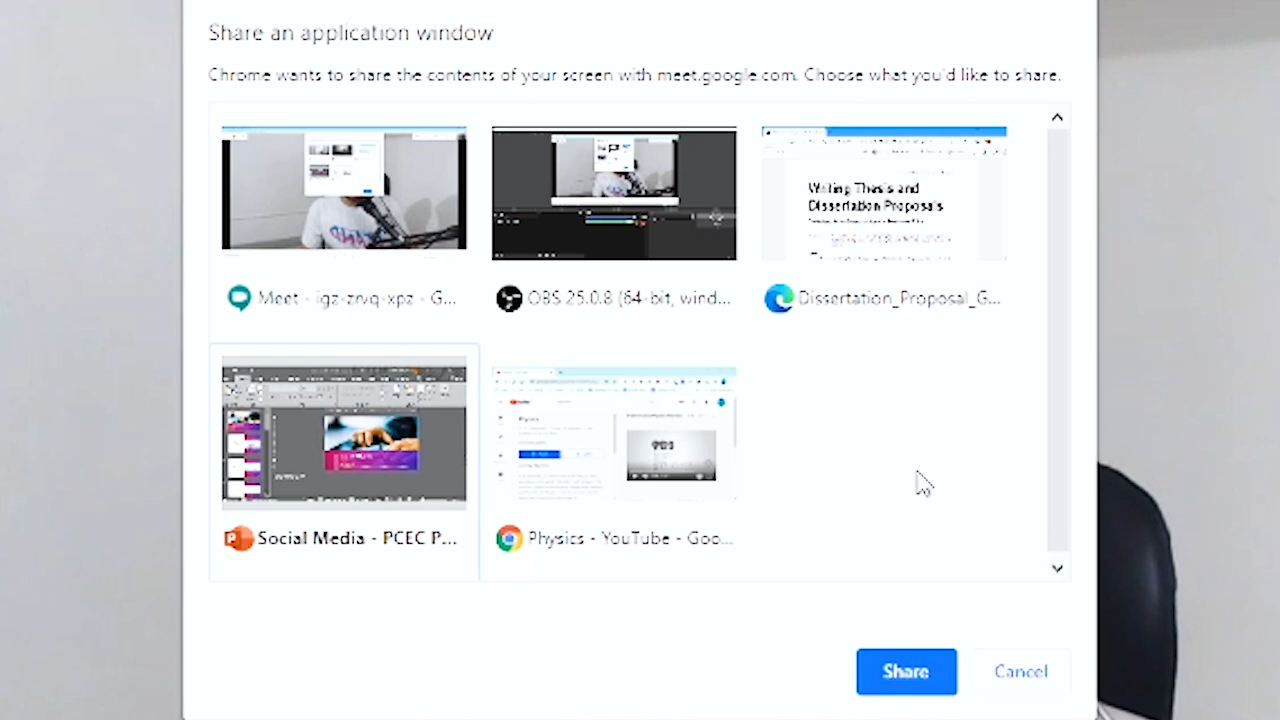 Share an application window
Chrome wants to share the contents of your screen with meet.google.com. Choose what you'd like to share.
Writing Thesis and
Dissertation Proposals
Meet - igz-zrvq-xpz - G...
OBS 25.0.8 (64-bit, wind...
Dissertation_Proposal_G...
Physics
OBS
Social Media - PCEC P...
Physics - YouTube - Goo...
Share
Cancel